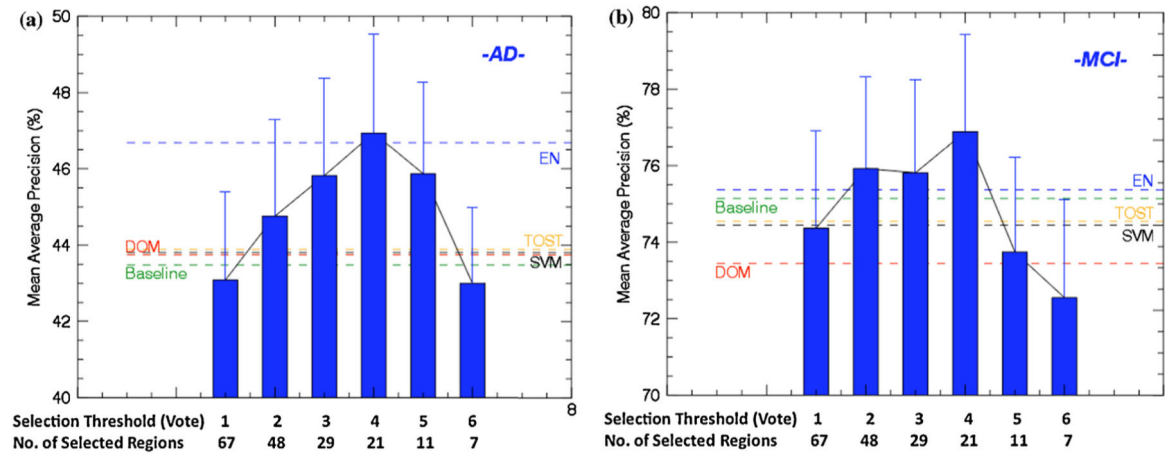 (a)
50
48
46
44
42
40
Mean Average Precision (%)
-AD-
EN
DOM
TOST
SVM
Baseline
8
Selection Threshold (Vote) 1 2 3 4 5 6
No. of Selected Regions 67 48 29 21 11 7
(b)
80
78
76
74
72
70
Mean Average Precision (%)
-MCI-
EN
Baseline
TOST
SVM
DOM
Selection Threshold (Vote) 1 2 3 4 5 6
No. of Selected Regions 67 48 29 21 11 7